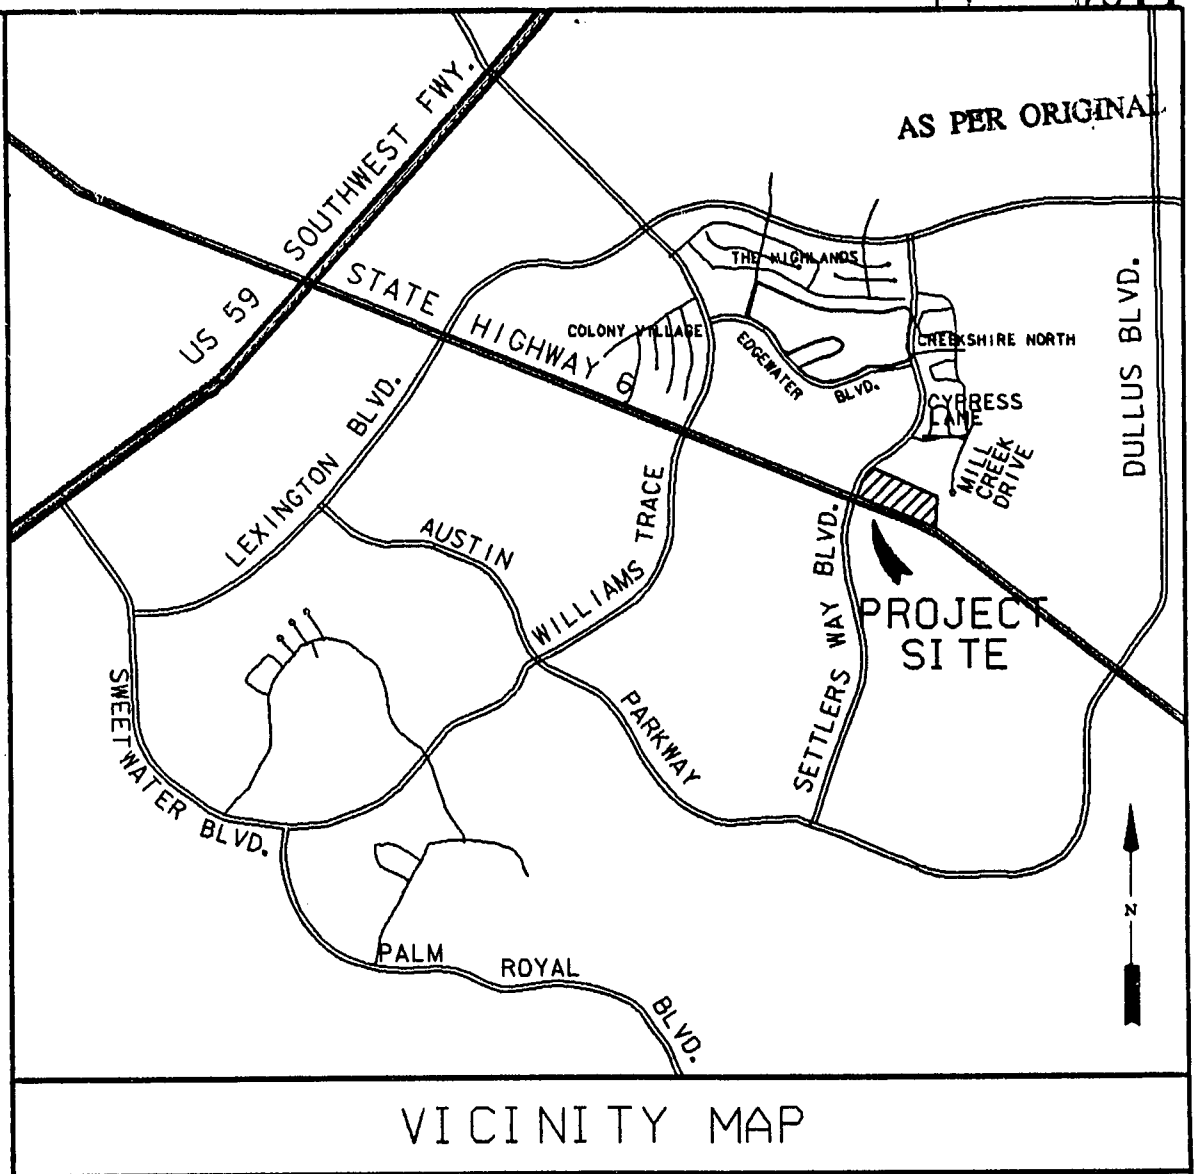 AS PER ORIGINAL
US 59 SOUTHWEST FWY.
STATE HIGHWAY 6
THE HIGHLANDS
COLONY VILLAGE
EDGEWATER BLVD.
CREEKSHIRE NORTH
CYPRESS
LANE
MILL
CREEK
DRIVE
DULLUS BLVD.
LEXINGTON BLVD.
AUSTIN PARKWAY
WILLIAMS TRACE
SETTLERS WAY BLVD.
PROJECT
SITE
SWEETWATER BLVD.
N
PALM ROYAL BLVD.
VICINITY MAP